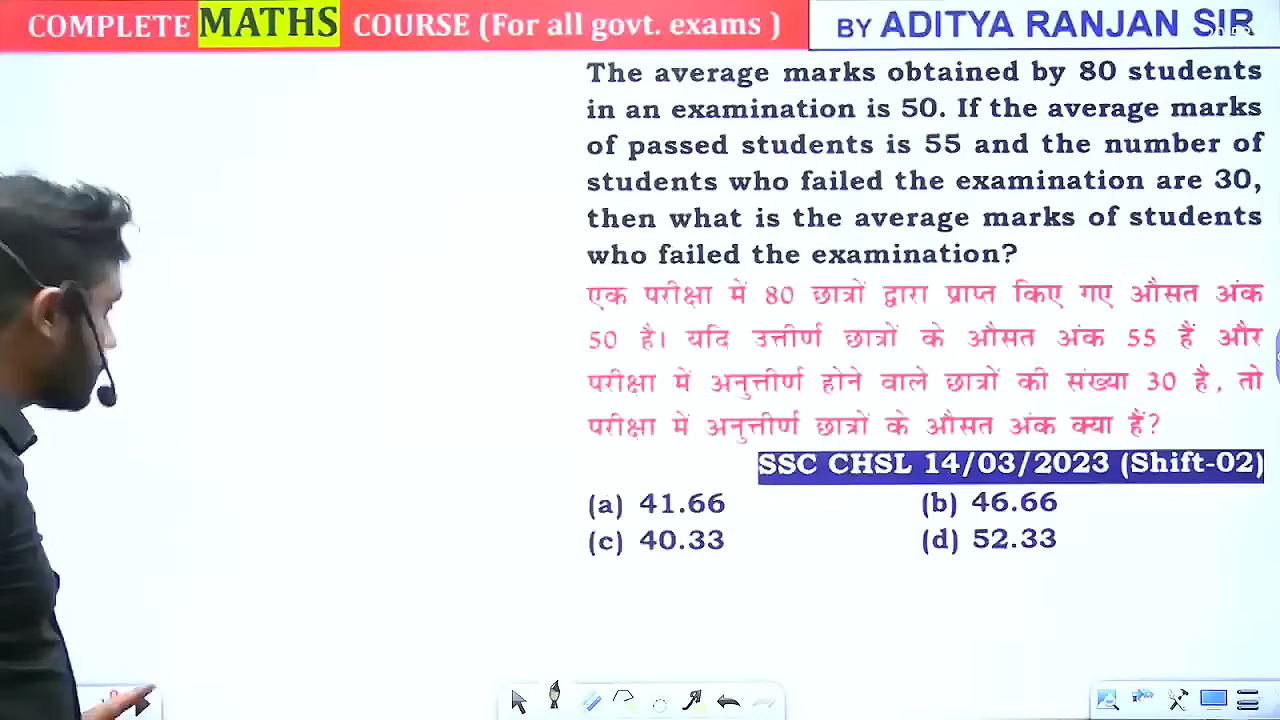 COMPLETE MATHS COURSE (For all govt. exams )
BY ADITYA RANJAN SIR
The average marks obtained by 80 students
in an examination is 50. If the average marks
of passed students is 55 and the number of
students who failed the examination are 30,
then what is the average marks of students
who failed the examination?
एक परीक्षा में 80 छात्रों द्वारा प्राप्त किए गए औसत अंक
50 है। यदि उत्तीर्ण छात्रों के औसत अंक 55 हैं और
परीक्षा में अनुत्तीर्ण होने वाले छात्रों की संख्या 30 है, तो
परीक्षा में अनुत्तीर्ण छात्रों के औसत अंक क्या हैं?
SSC CHSL 14/03/2023 (Shift-02)
(a) 41.66 (b) 46.66
(c) 40.33 (d) 52.33